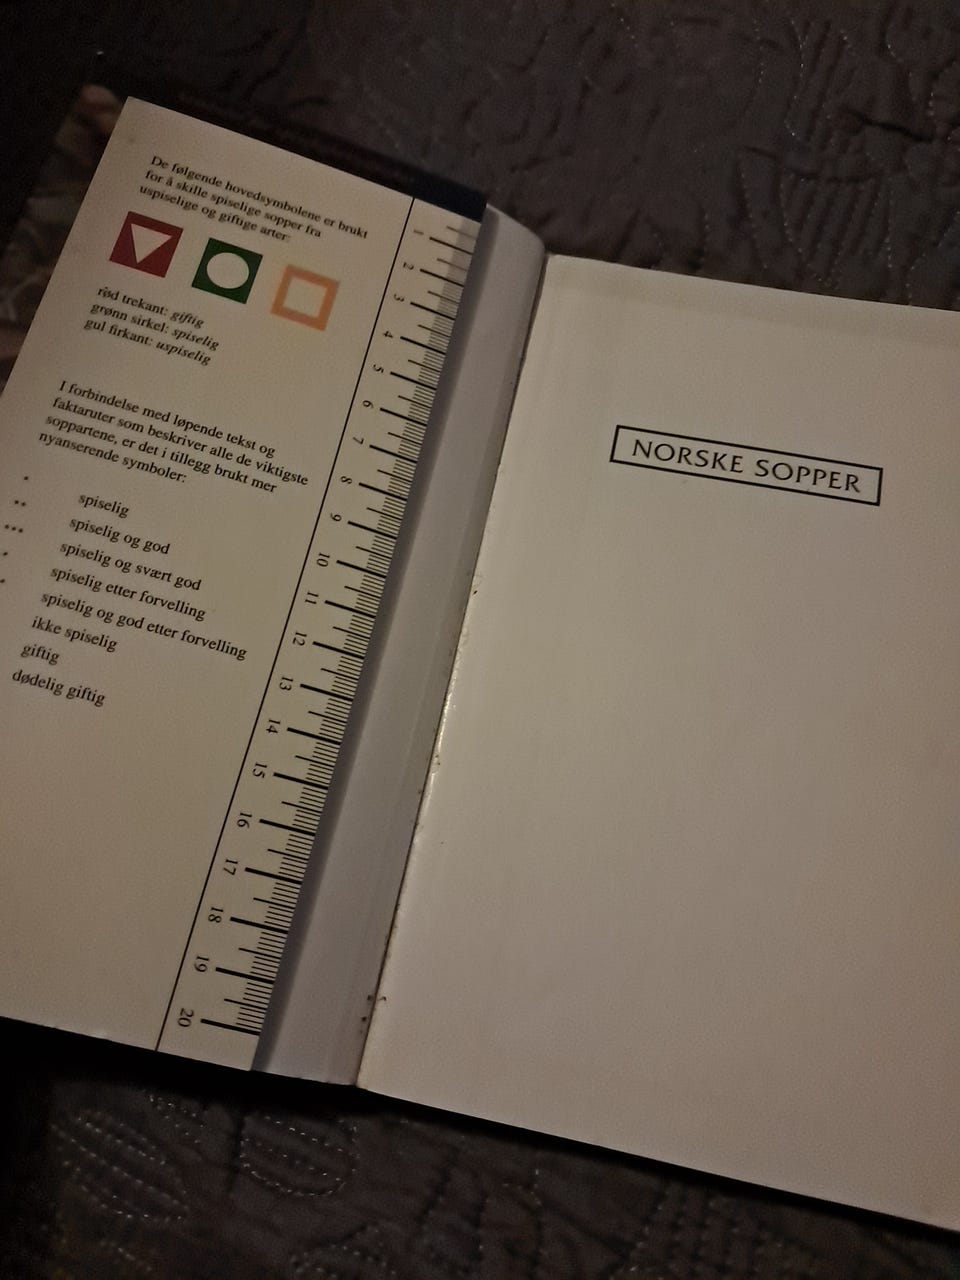 De følgende hovedsymbolene er brukt
for å skille spiselige sopper fra
uspiselige og giftige arter:
rød trekant: giftig
grønn sirkel: spiselig
gul firkant: uspiselig
I forbindelse med løpende tekst og
faktaruter som beskriver alle de viktigste
soppartene, er det i tillegg brukt mer
nyanserende symboler:
spiselig
spiselig og god
spiselig og svært god
spiselig etter forvelling
spiselig og god etter forvelling
ikke spiselig
giftig
dødelig giftig
1
2
3
4
5
6
7
8
9
10
11
12
13
14
15
16
17
18
19
20
NORSKE SOPPER